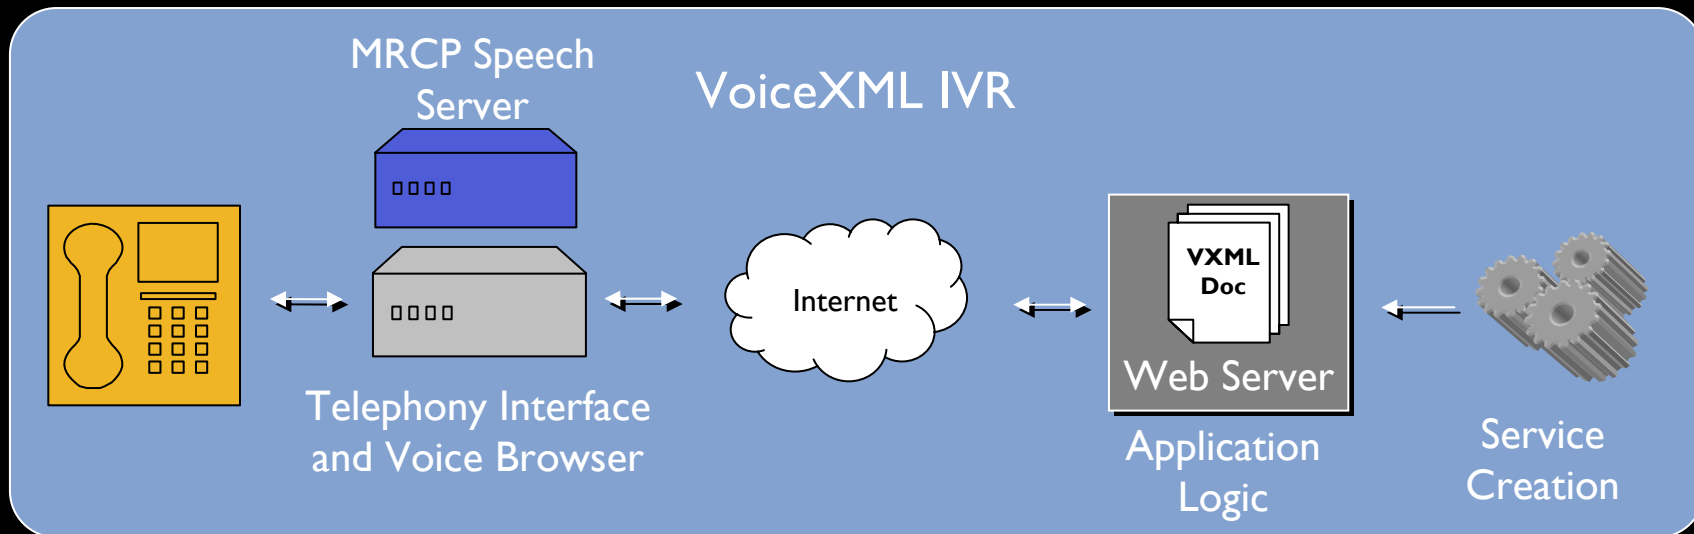 MRCP Speech
Server
VoiceXML IVR
Internet
VXML
Doc
Web Server
Telephony Interface
and Voice Browser
Application
Logic
Service
Creation